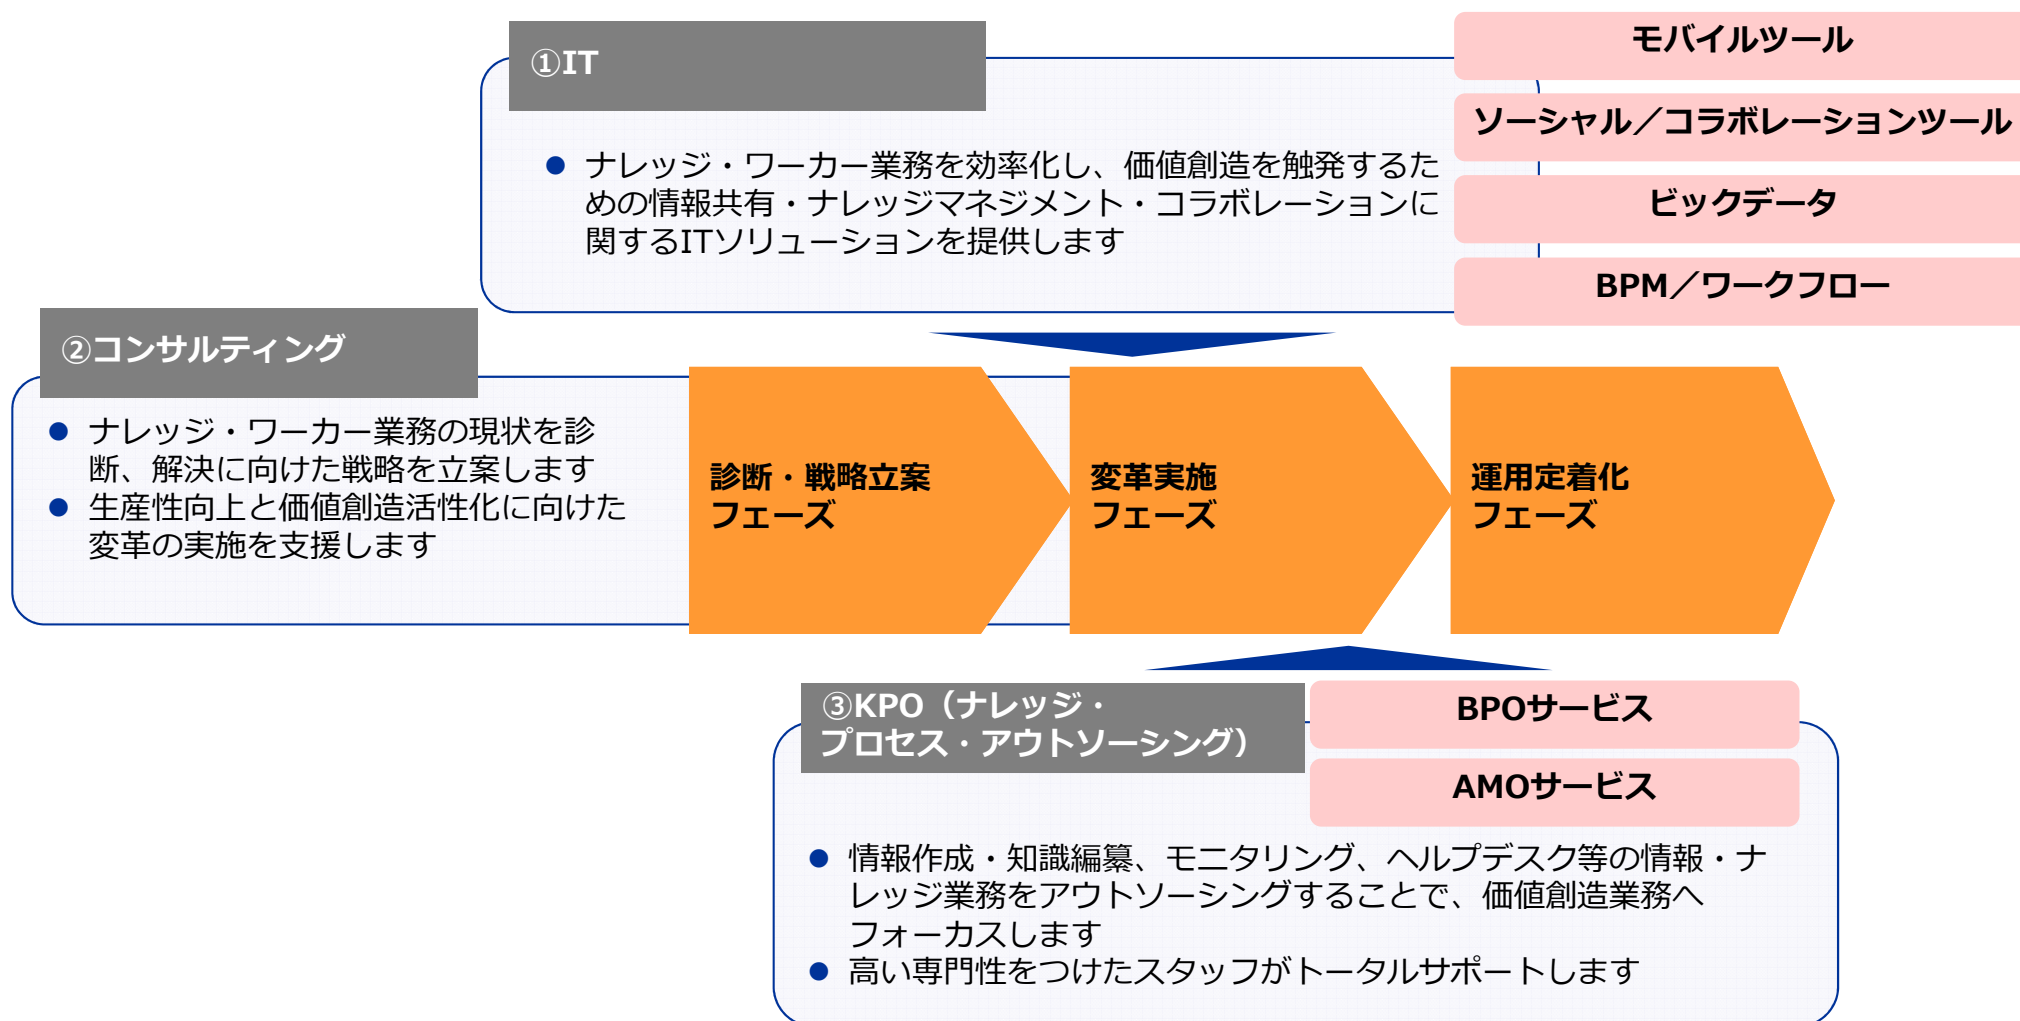 ①IT
モバイルツール
ソーシャル／コラボレーションツール
ビックデータ
BPM／ワークフロー
● ナレッジ・ワーカー業務を効率化し、価値創造を触発するた
めの情報共有・ナレッジマネジメント・コラボレーションに
関するITソリューションを提供します
②コンサルティング
● ナレッジ・ワーカー業務の現状を診
断、解決に向けた戦略を立案します
● 生産性向上と価値創造活性化に向けた
変革の実施を支援します
診断・戦略立案
フェーズ
変革実施
フェーズ
運用定着化
フェーズ
③KPO（ナレッジ・
プロセス・アウトソーシング）
BPOサービス
AMOサービス
● 情報作成・知識編纂、モニタリング、ヘルプデスク等の情報・ナ
レッジ業務をアウトソーシングすることで、価値創造業務へ
フォーカスします
● 高い専門性をつけたスタッフがトータルサポートします